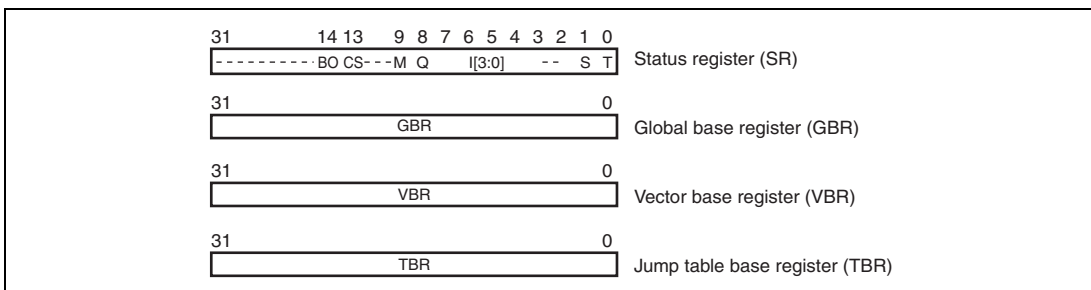 31 14 13 9 8 7 6 5 4 3 2 1 0
---------- BO CS---M Q I[3:0] -- S T Status register (SR)
31 0
GBR Global base register (GBR)
31 0
VBR Vector base register (VBR)
31 0
TBR Jump table base register (TBR)